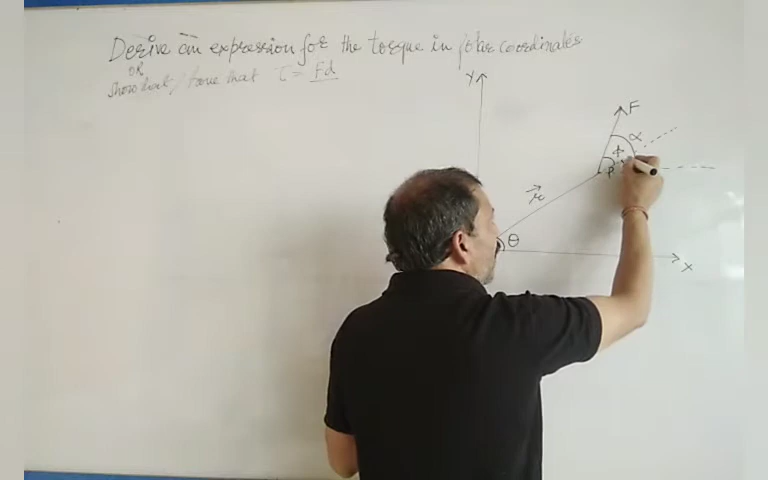 Derive an expression for the torque in polar coordinates
OR
Show that / prove that τ = Fd
Y
F
α
ϕ
P
r
θ
X